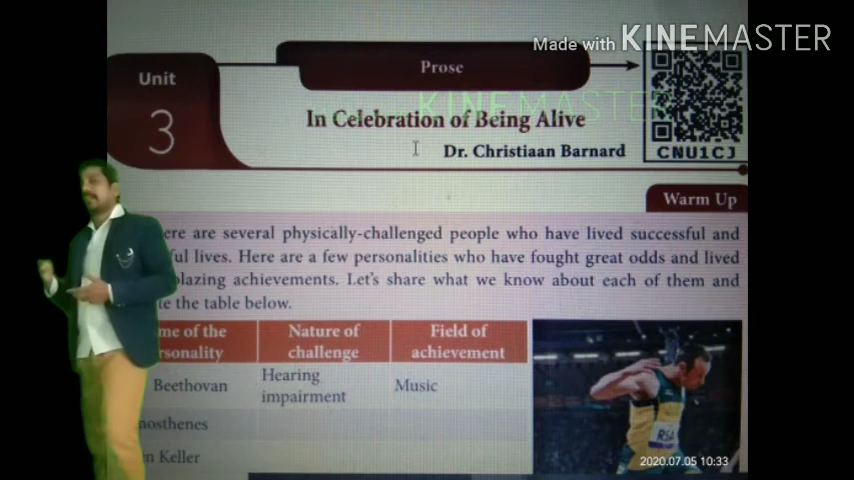 Made with KINEMASTER
Unit
3
Prose
KINEMASTER
In Celebration of Being Alive
Dr. Christiaan Barnard
CNU1CJ
Warm Up
ere are several physically-challenged people who have lived successful and
ful lives. Here are a few personalities who have fought great odds and lived
blazing achievements. Let's share what we know about each of them and
e the table below.
me of the
rsonality
Nature of
challenge
Field of
achievement
Beethovan
Hearing
impairment
Music
nosthenes
n Keller
RSA
2020.07.05 10:33